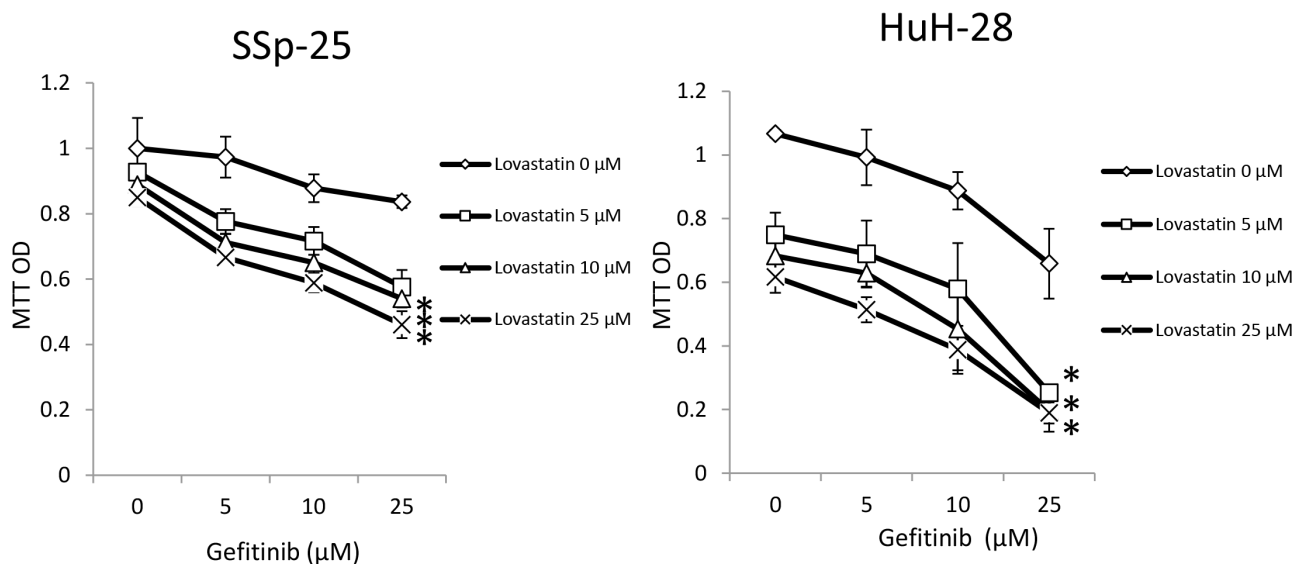 SSp-25
1.2
1
0.8
0.6
0.4
0.2
0
MTT OD
0
5
10
25
Gefitinib (μM)
Lovastatin 0 μM
Lovastatin 5 μM
Lovastatin 10 μM
Lovastatin 25 μM
*
*
*
HuH-28
1.2
1
0.8
0.6
0.4
0.2
0
MTT OD
0
5
10
25
Gefitinib (μM)
Lovastatin 0 μM
Lovastatin 5 μM
Lovastatin 10 μM
Lovastatin 25 μM
*
*
*